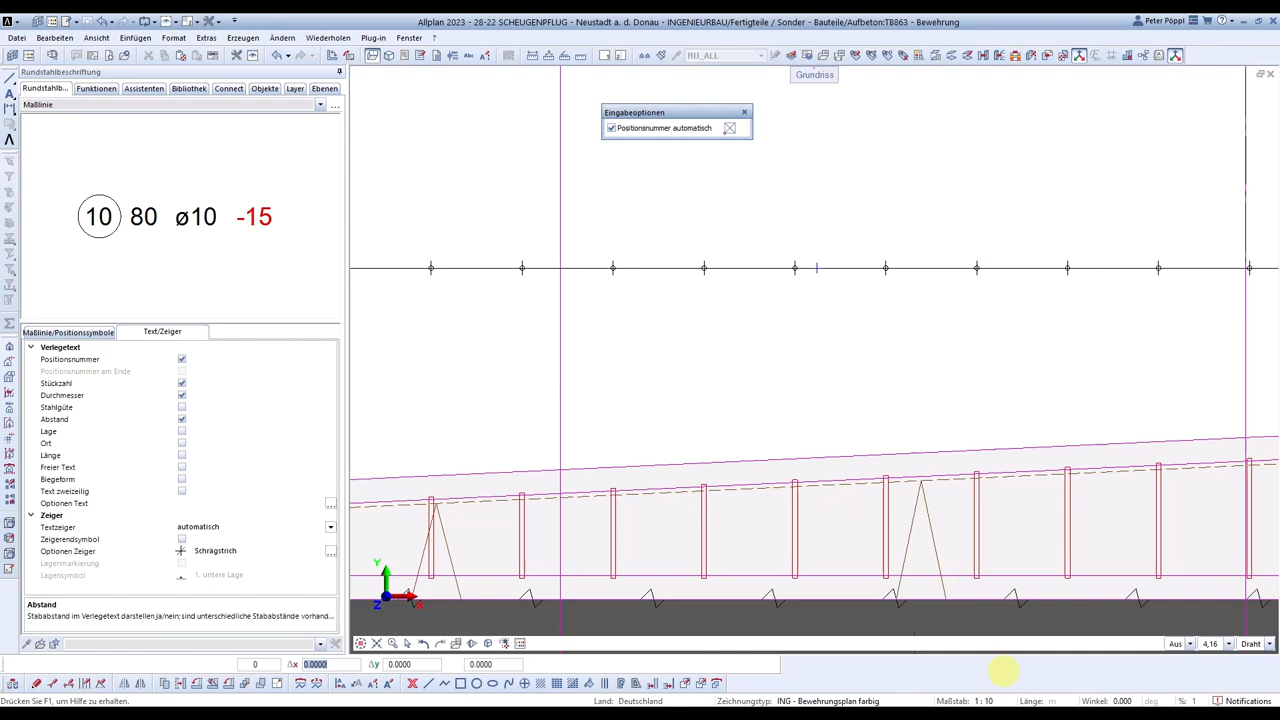 Allplan 2023 - 28-22 SCHEUGENPFLUG - Neustadt a. d. Donau - INGENIEURBAU/Fertigteile / Sonder - Bauteile/Aufbeton:TB863 - Bewehrung
Peter Pöppl
Datei Bearbeiten Ansicht Einfügen Format Extras Erzeugen Ändern Wiederholen Plug-in Fenster ?
RU_ALL
Rundstahlbeschriftung
Rundstahlb... Funktionen Assistenten Bibliothek Connect Objekte Layer Ebenen
Maßlinie
...
Grundriss
Eingabeoptionen
Positionsnummer automatisch
10 80 ø10 -15
Maßlinie/Positionssymbole Text/Zeiger
Verlegetext
Positionsnummer
Positionsnummer am Ende
Stückzahl
Durchmesser
Stahlgüte
Abstand
Lage
Ort
Länge
Freier Text
Biegeform
Text zweizeilig
Optionen Text
Zeiger
Textzeiger automatisch
Zeigerendsymbol
Optionen Zeiger Schrägstrich
Lagenmarkierung
Lagensymbol 1. untere Lage
Abstand
Stababstand im Verlegetext darstellen ja/nein; sind unterschiedliche Stababstände vorhand...
Y
Z X
Aus 4,16 Draht
0 Δx 0.0000 Δy 0.0000 0.0000
Drücken Sie F1, um Hilfe zu erhalten. Land: Deutschland Zeichnungstyp: ING - Bewehrungsplan farbig Maßstab: 1 : 10 Länge: m Winkel: 0.000 deg %: 1 Notifications